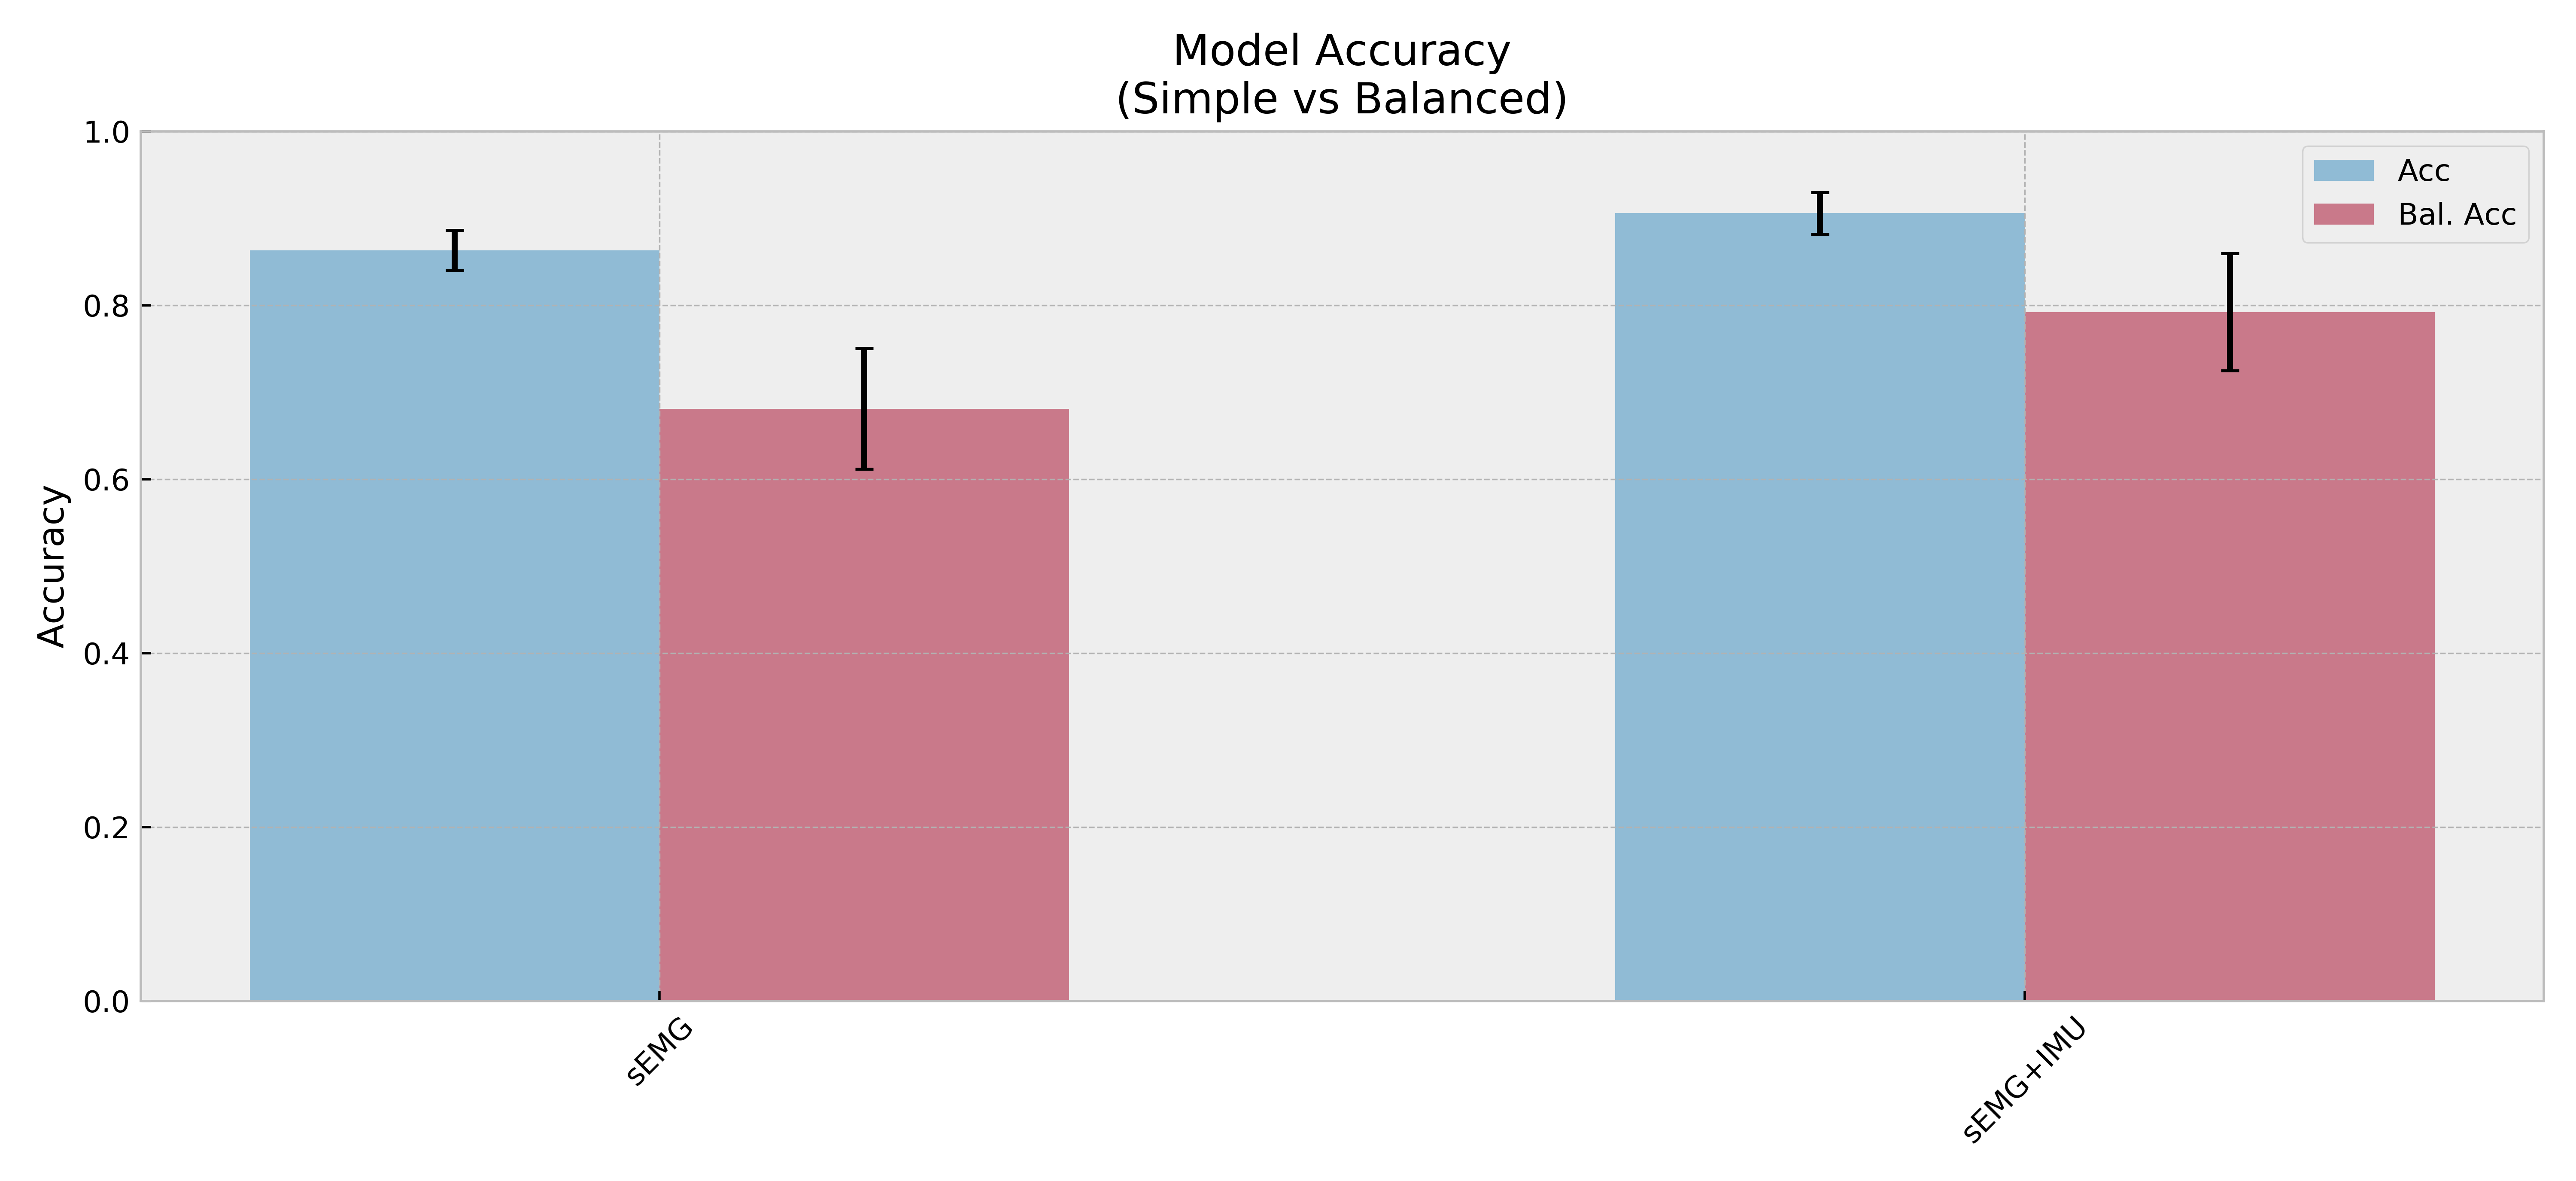 Model Accuracy
(Simple vs Balanced)
Acc
Bal. Acc
Accuracy
1.0
0.8
0.6
0.4
0.2
0.0
sEMG
sEMG+IMU